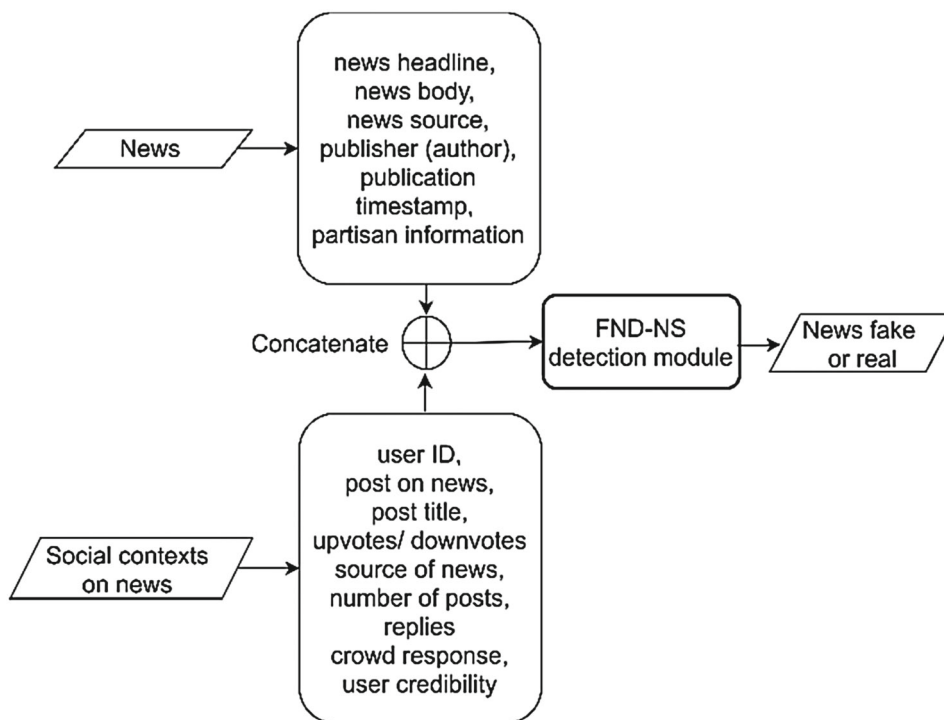 news headline,
news body,
news source,
publisher (author),
publication
timestamp,
partisan information
News
Concatenate
FND-NS
detection module
News fake
or real
user ID,
post on news,
post title,
upvotes/ downvotes
source of news,
number of posts,
replies
crowd response,
user credibility
Social contexts
on news